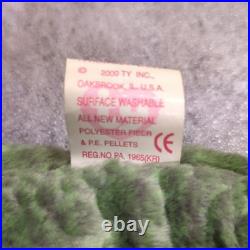 © 2000 TY INC.,
OAKBROOK, IL. U.S.A.
SURFACE WASHABLE
ALL NEW MATERIAL
POLYESTER FIBER
& P.E. PELLETS CE
REG.NO PA. 1965(KR)